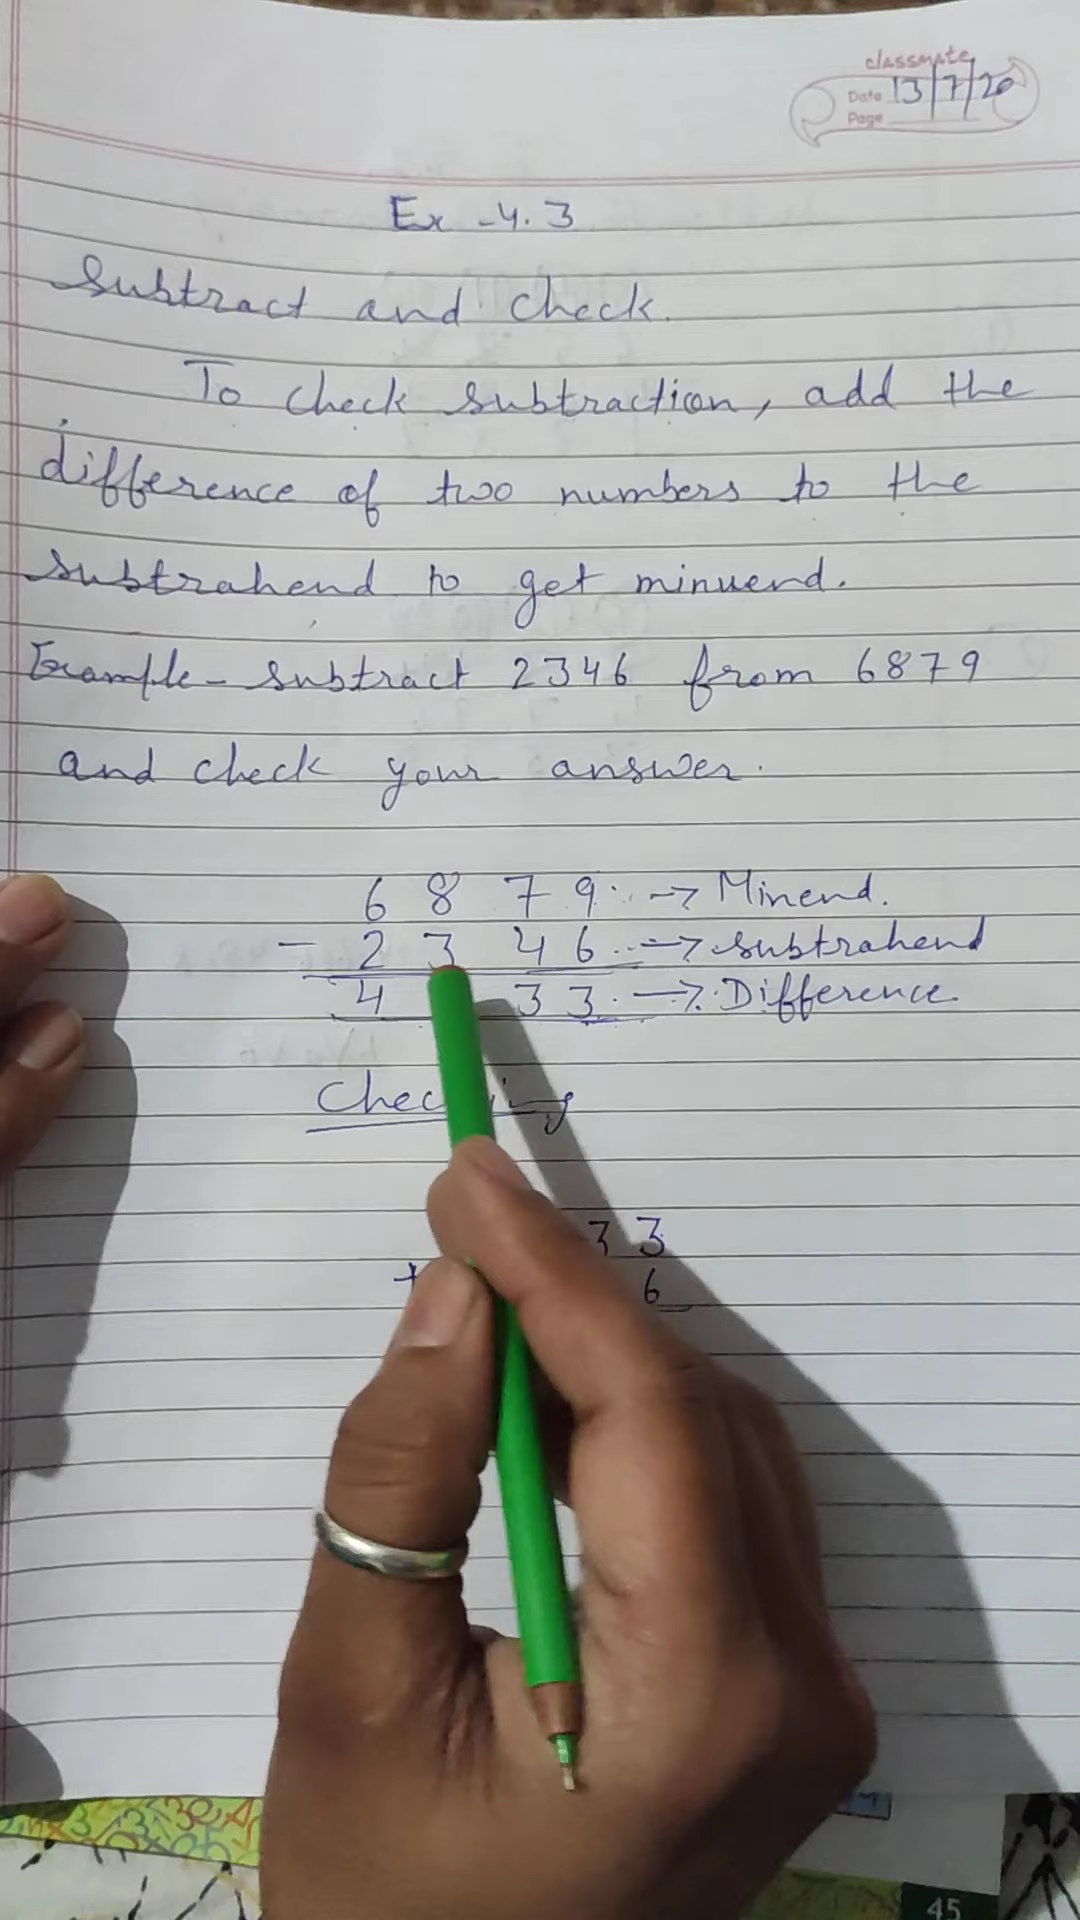 classmate
Date 13/7/20
Page
Ex - 4.3
Subtract and check.
To check subtraction, add the
difference of two numbers to the
subtrahend to get minuend.
Example - subtract 2346 from 6879
and check your answer.
6 8 7 9 → Minend.
- 2 3 4 6 → subtrahend
4 3 3 → Difference.
3 3
+ 6
45